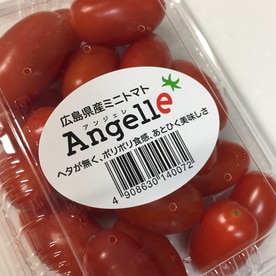 広島県産ミニトマト
アンジェレ
Angelle
ヘタが無く、ポリポリ食感、あとひく美味しさ
4 908630 140072